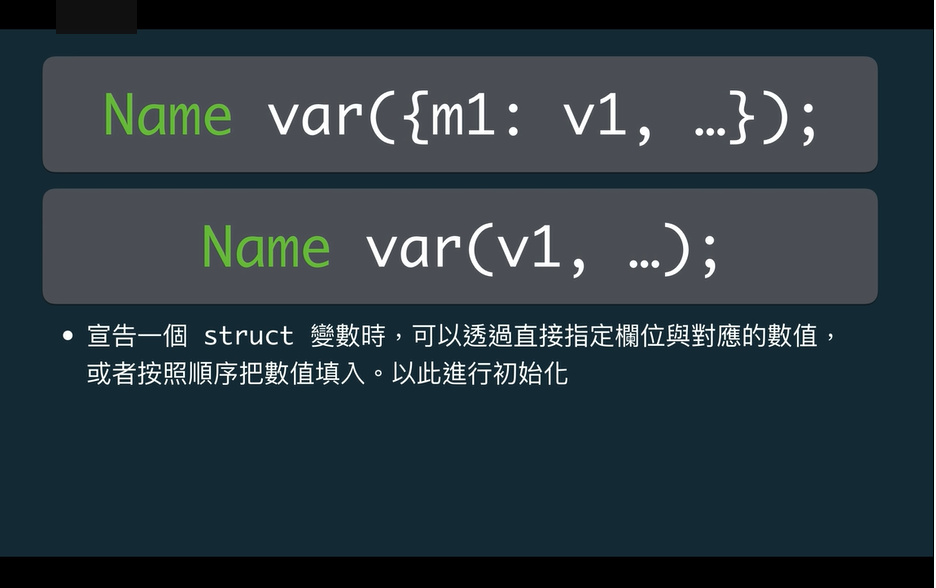 Name var({m1: v1, …});
Name var(v1, …);
• 宣告一個 struct 變數時，可以透過直接指定欄位與對應的數值，
或者按照順序把數值填入。以此進行初始化